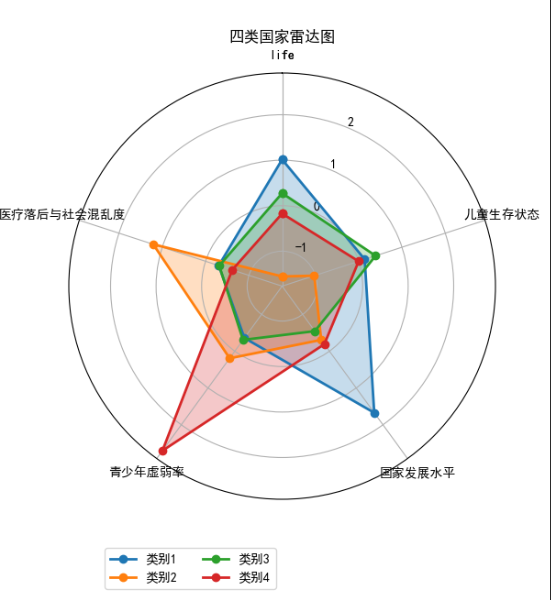 四类国家雷达图
life
2
1
0
−1
医疗落后与社会混乱度
儿童生存状态
青少年虚弱率
国家发展水平
类别1 类别3
类别2 类别4